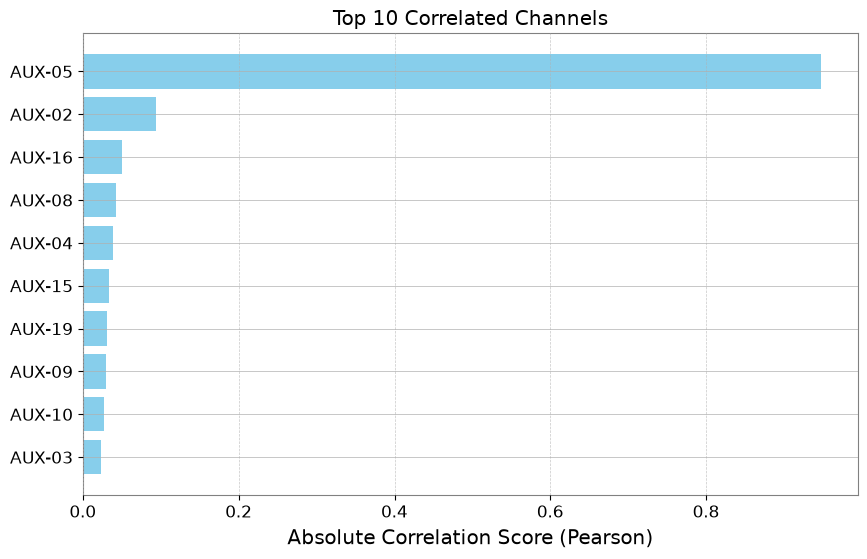 Top 10 Correlated Channels
AUX-05
AUX-02
AUX-16
AUX-08
AUX-04
AUX-15
AUX-19
AUX-09
AUX-10
AUX-03
0.0 0.2 0.4 0.6 0.8
Absolute Correlation Score (Pearson)